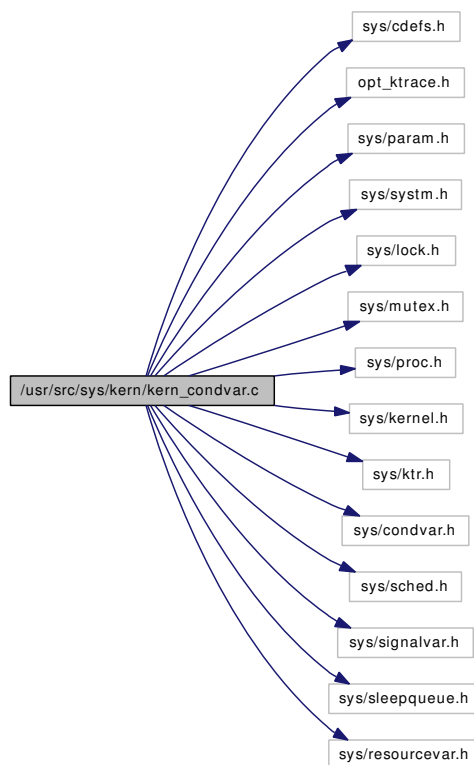 sys/cdefs.h
opt_ktrace.h
sys/param.h
sys/systm.h
sys/lock.h
sys/mutex.h
sys/proc.h
/usr/src/sys/kern/kern_condvar.c
sys/kernel.h
sys/ktr.h
sys/condvar.h
sys/sched.h
sys/signalvar.h
sys/sleepqueue.h
sys/resourcevar.h